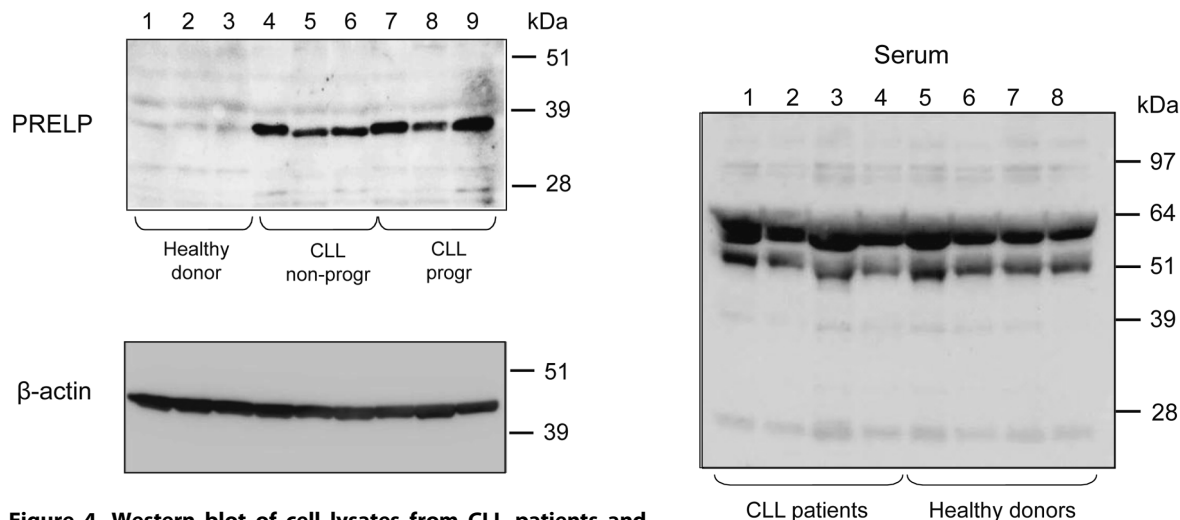 1 2 3 4 5 6 7 8 9 kDa
51
PRELP
39
28
Healthy donor
CLL non-progr
CLL progr
β-actin
51
39
Figure 4. Western blot of cell lysates from CLL patients and
Serum
1 2 3 4 5 6 7 8 kDa
97
64
51
39
28
CLL patients Healthy donors